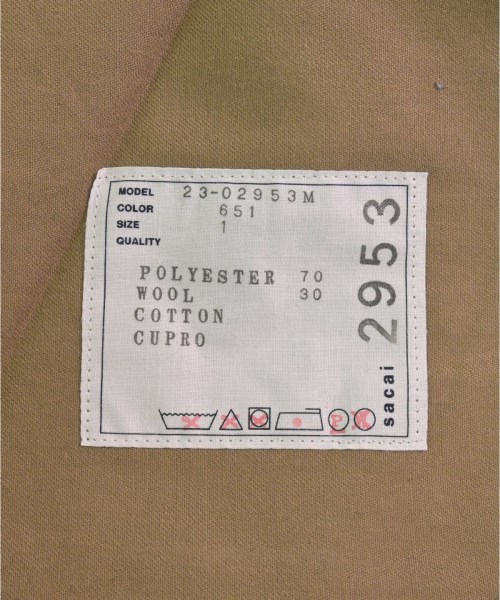 MODEL 23-02953M
COLOR 651
SIZE 1
QUALITY
POLYESTER 70
WOOL 30
COTTON
CUPRO
sacai 2953
P